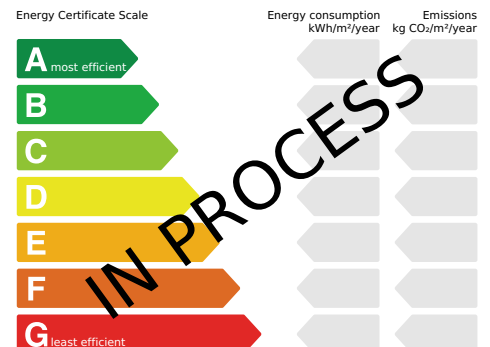 Energy Certificate Scale
Energy consumption
kWh/m²/year
Emissions
kg CO₂/m²/year
A most efficient
B
C
D
E
F
G least efficient
IN PROCESS